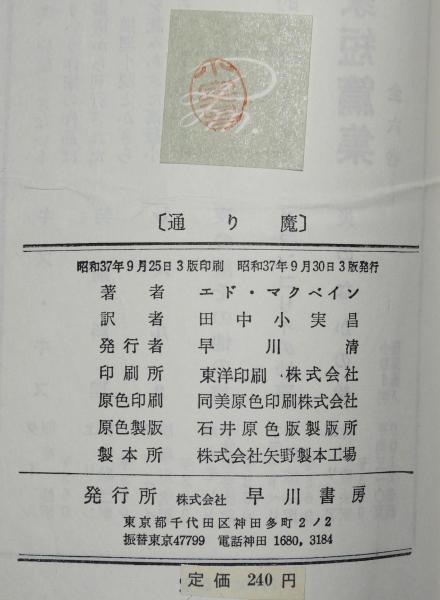 〔通り魔〕
昭和37年9月25日3版印刷 昭和37年9月30日3版発行
著者 エド・マクベイン
訳者 田中小実昌
発行者 早川清
印刷所 東洋印刷株式会社
原色印刷 同美原色印刷株式会社
原色製版 石井原色版製版所
製本所 株式会社矢野製本工場
発行所 株式会社 早川書房
東京都千代田区神田多町2ノ2
振替東京47799 電話神田1680,3184
定価 240円